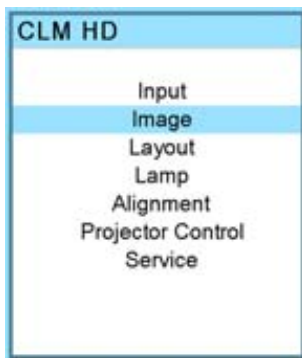 CLM HD
Input
Image
Layout
Lamp
Alignment
Projector Control
Service